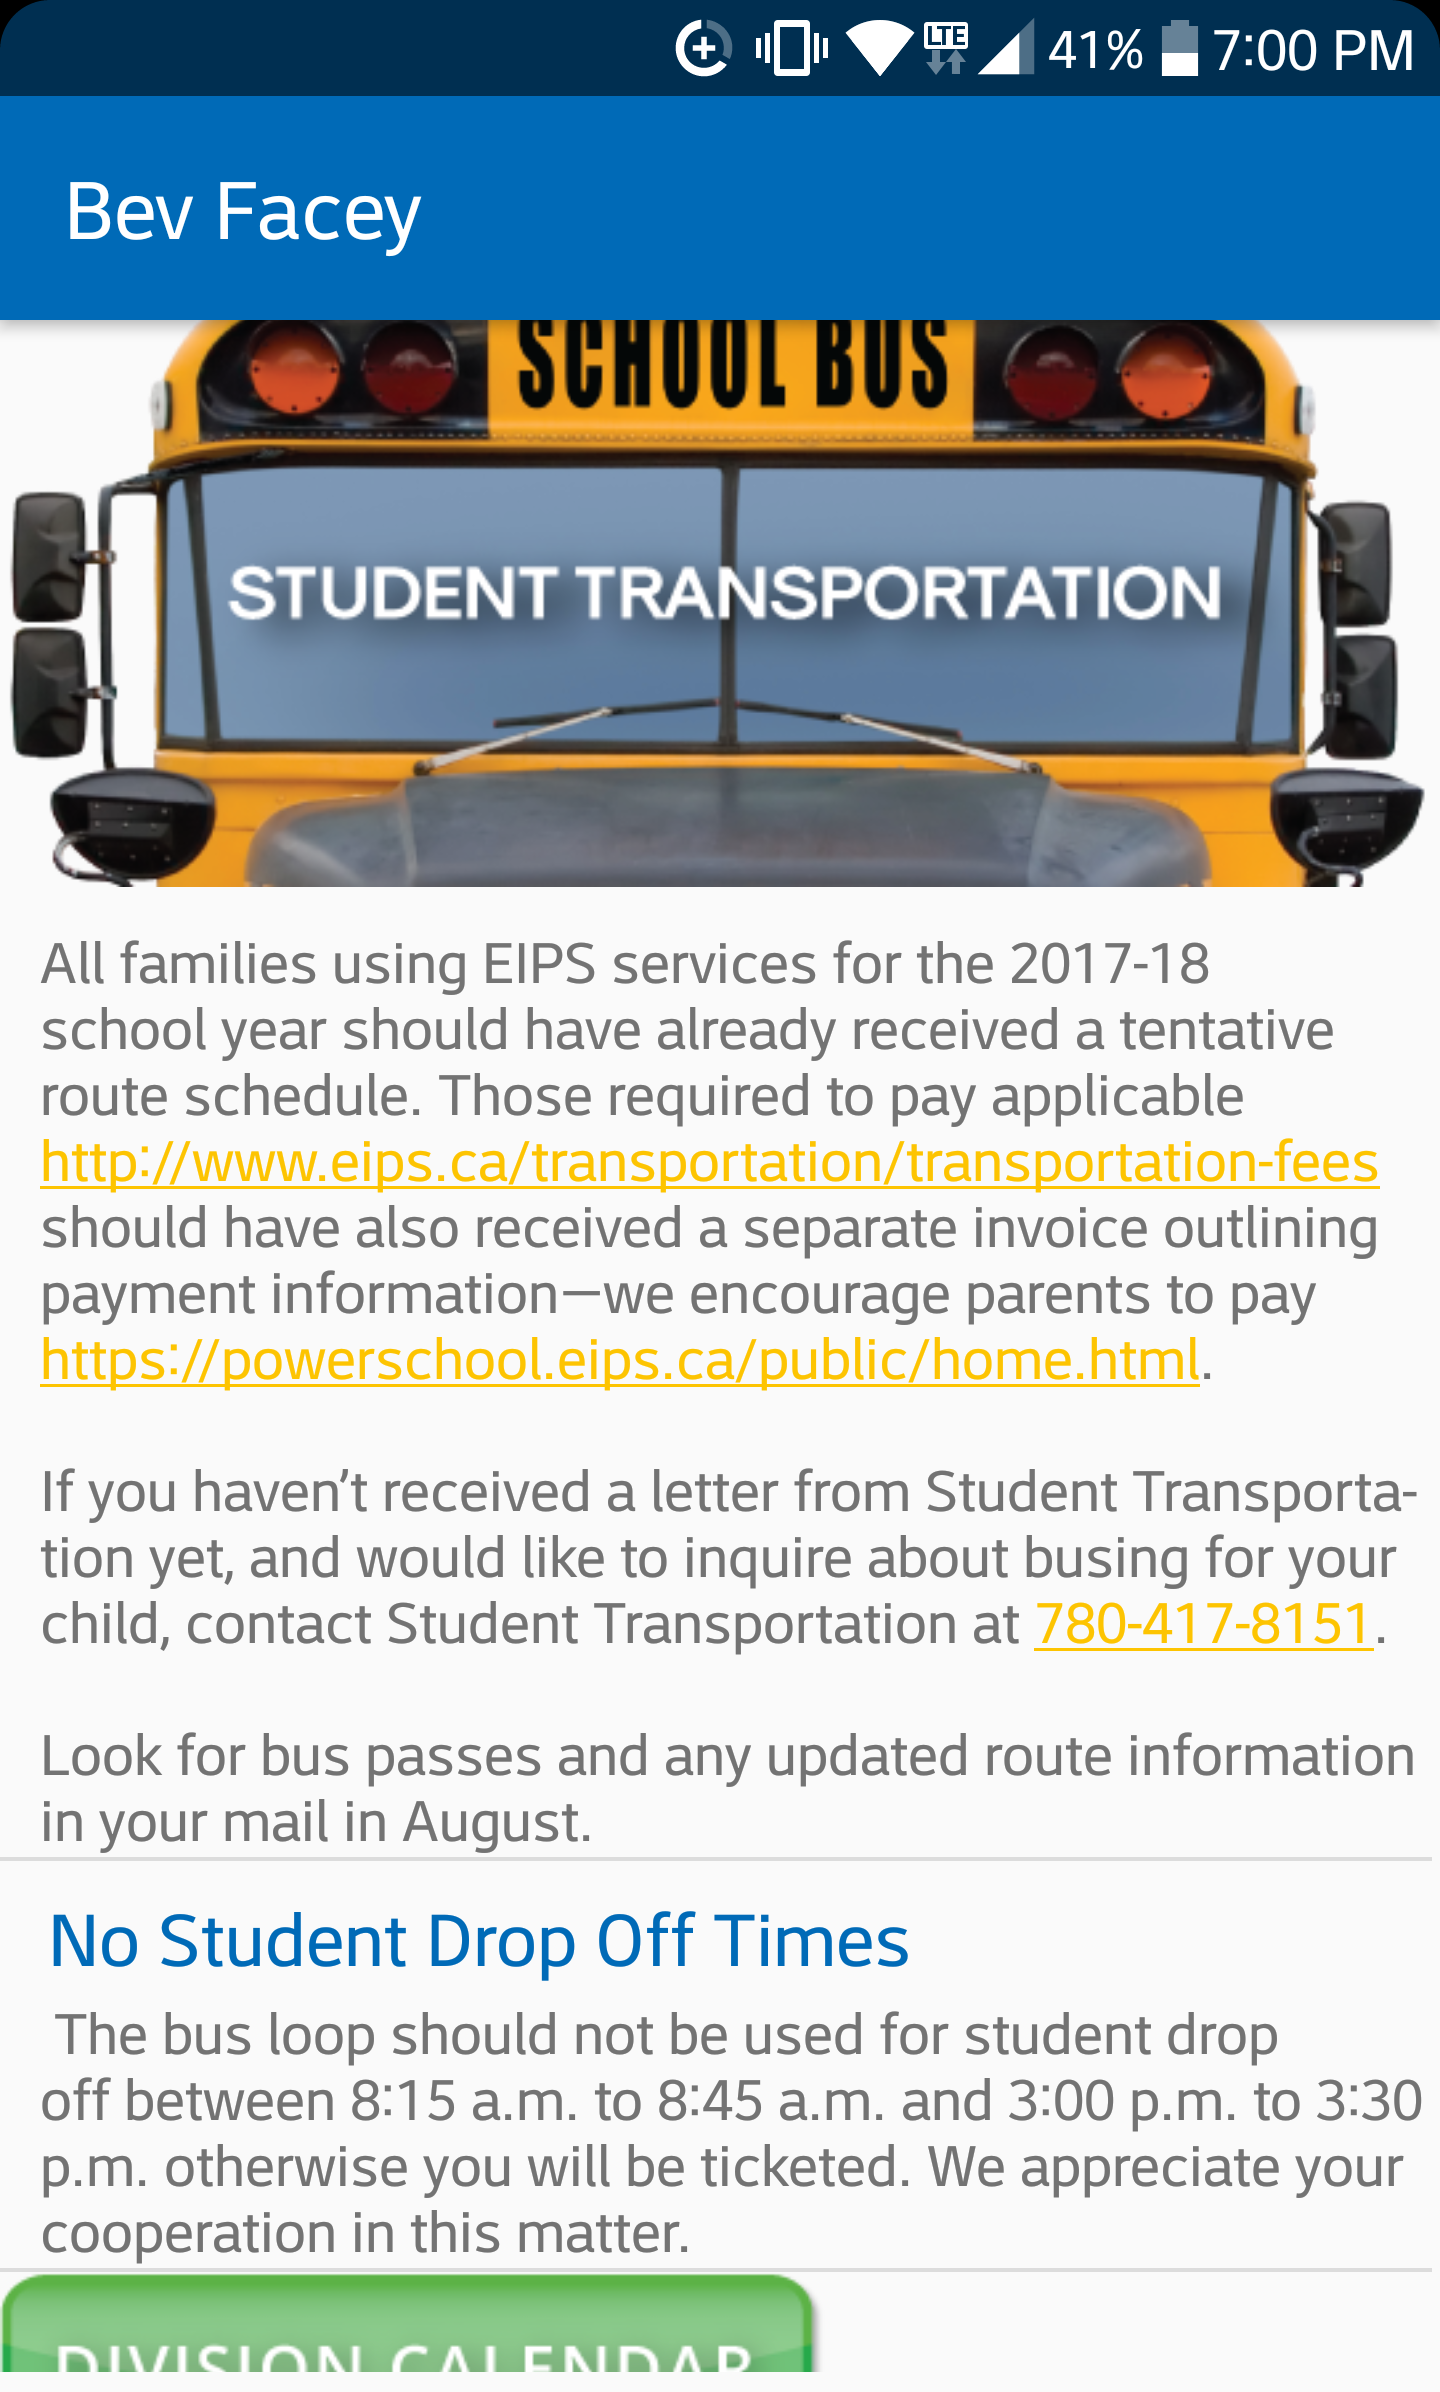 LTE 41% 7:00 PM
Bev Facey
SCHOOL BUS
STUDENT TRANSPORTATION
All families using EIPS services for the 2017-18
school year should have already received a tentative
route schedule. Those required to pay applicable
http://www.eips.ca/transportation/transportation-fees
should have also received a separate invoice outlining
payment information—we encourage parents to pay
https://powerschool.eips.ca/public/home.html.
If you haven’t received a letter from Student Transporta-
tion yet, and would like to inquire about busing for your
child, contact Student Transportation at 780-417-8151.
Look for bus passes and any updated route information
in your mail in August.
No Student Drop Off Times
The bus loop should not be used for student drop
off between 8:15 a.m. to 8:45 a.m. and 3:00 p.m. to 3:30
p.m. otherwise you will be ticketed. We appreciate your
cooperation in this matter.
DIVISION CALENDAR